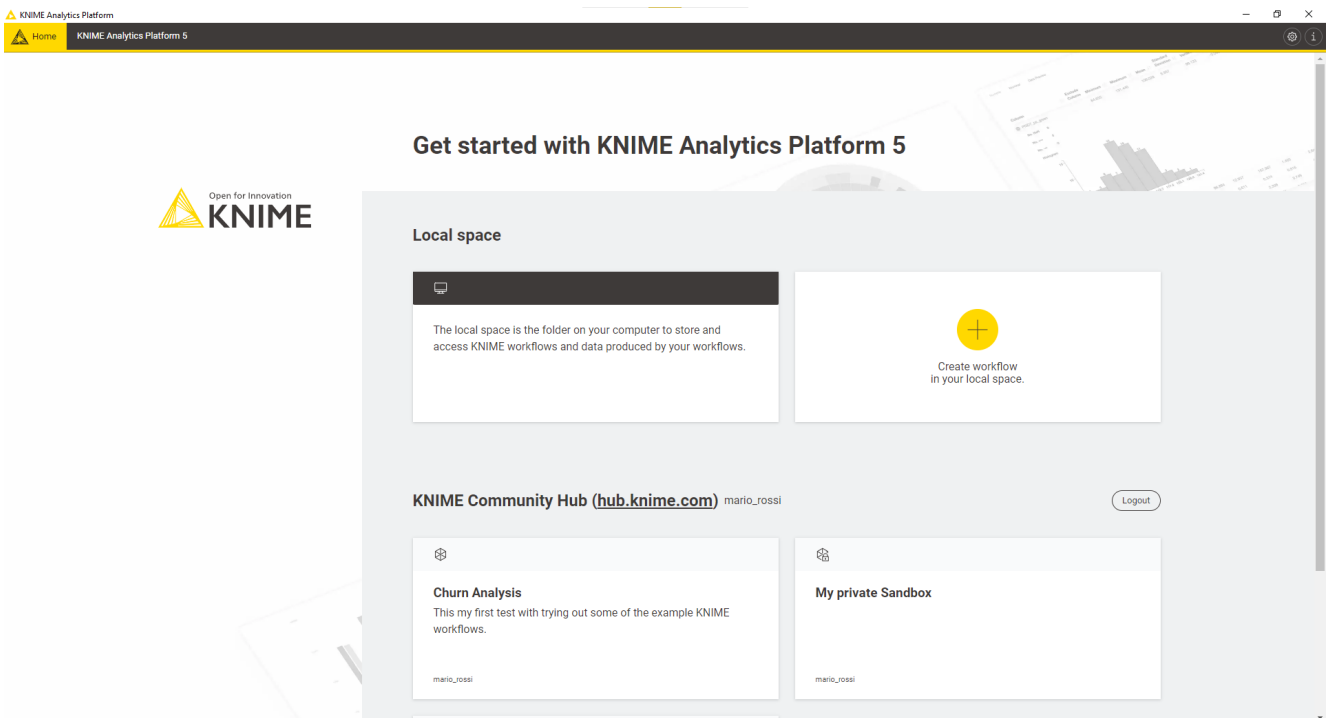 KNIME Analytics Platform
Home
KNIME Analytics Platform 5
Get started with KNIME Analytics Platform 5
Open for Innovation
KNIME
Local space
The local space is the folder on your computer to store and
access KNIME workflows and data produced by your workflows.
Create workflow
in your local space.
KNIME Community Hub (hub.knime.com) mario_rossi
Logout
Churn Analysis
This my first test with trying out some of the example KNIME
workflows.
mario_rossi
My private Sandbox
mario_rossi